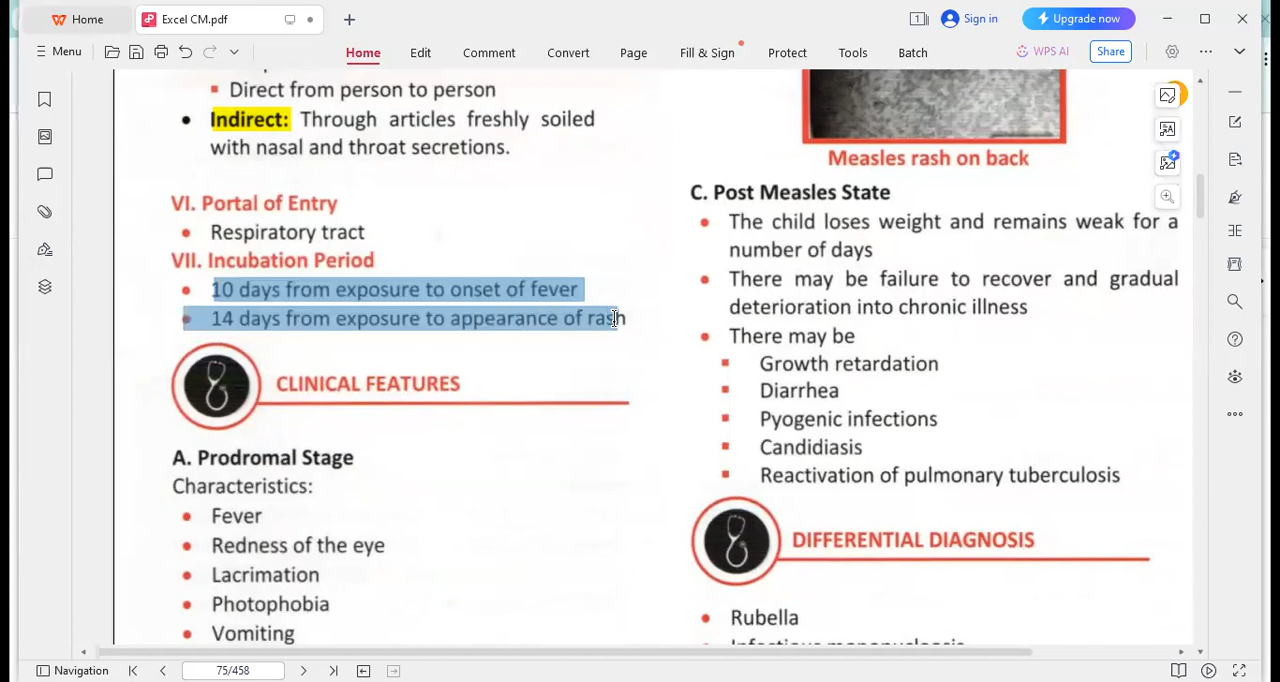 Home
Excel CM.pdf
1
Sign in
Upgrade now
Menu
Home
Edit
Comment
Convert
Page
Fill & Sign
Protect
Tools
Batch
WPS AI
Share
Direct from person to person
Indirect: Through articles freshly soiled
with nasal and throat secretions.
VI. Portal of Entry
Respiratory tract
VII. Incubation Period
10 days from exposure to onset of fever
14 days from exposure to appearance of rash
CLINICAL FEATURES
A. Prodromal Stage
Characteristics:
Fever
Redness of the eye
Lacrimation
Photophobia
Vomiting
Measles rash on back
C. Post Measles State
The child loses weight and remains weak for a
number of days
There may be failure to recover and gradual
deterioration into chronic illness
There may be
Growth retardation
Diarrhea
Pyogenic infections
Candidiasis
Reactivation of pulmonary tuberculosis
DIFFERENTIAL DIAGNOSIS
Rubella
Navigation
75/458